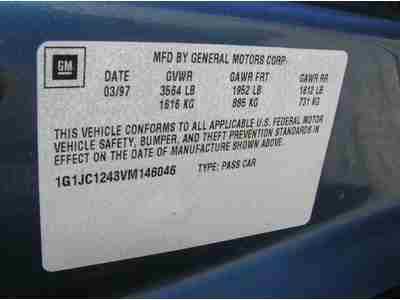 GM
MFD BY GENERAL MOTORS CORP
DATE GVWR GAWR FRT GAWR RR
03/97 3564 LB 1952 LB 1612 LB
1616 KG 885 KG 731 KG
THIS VEHICLE CONFORMS TO ALL APPLICABLE U.S. FEDERAL MOTOR
VEHICLE SAFETY, BUMPER, AND THEFT PREVENTION STANDARDS IN
EFFECT ON THE DATE OF MANUFACTURE SHOWN ABOVE.
1G1JC1243VM146046 TYPE: PASS CAR